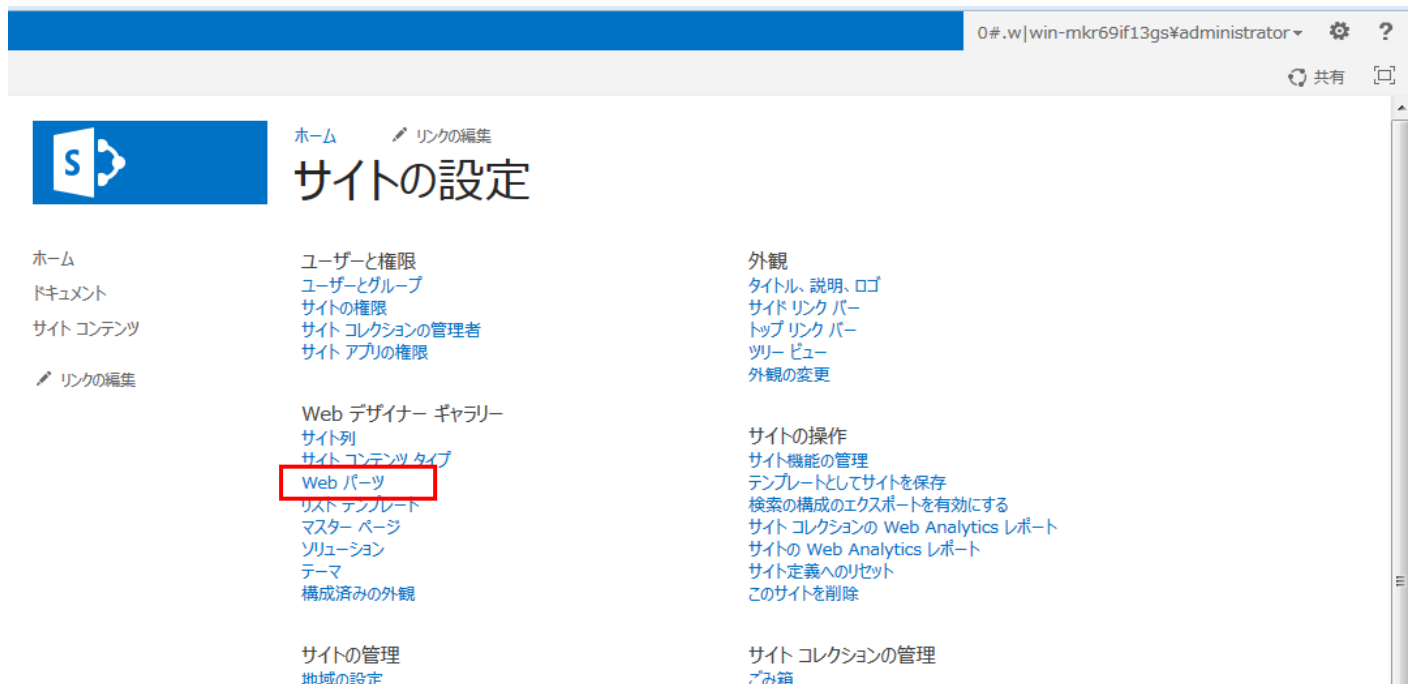 0#.w|win-mkr69if13gs¥administrator
?
共有
S
ホーム
リンクの編集
サイトの設定
ホーム
ドキュメント
サイト コンテンツ
リンクの編集
ユーザーと権限
ユーザーとグループ
サイトの権限
サイト コレクションの管理者
サイト アプリの権限
Web デザイナー ギャラリー
サイト列
サイト コンテンツ タイプ
Web パーツ
リスト テンプレート
マスター ページ
ソリューション
テーマ
構成済みの外観
サイトの管理
地域の設定
外観
タイトル、説明、ロゴ
サイド リンク バー
トップ リンク バー
ツリー ビュー
外観の変更
サイトの操作
サイト機能の管理
テンプレートとしてサイトを保存
検索の構成のエクスポートを有効にする
サイト コレクションの Web Analytics レポート
サイトの Web Analytics レポート
サイト定義へのリセット
このサイトを削除
サイト コレクションの管理
ごみ箱